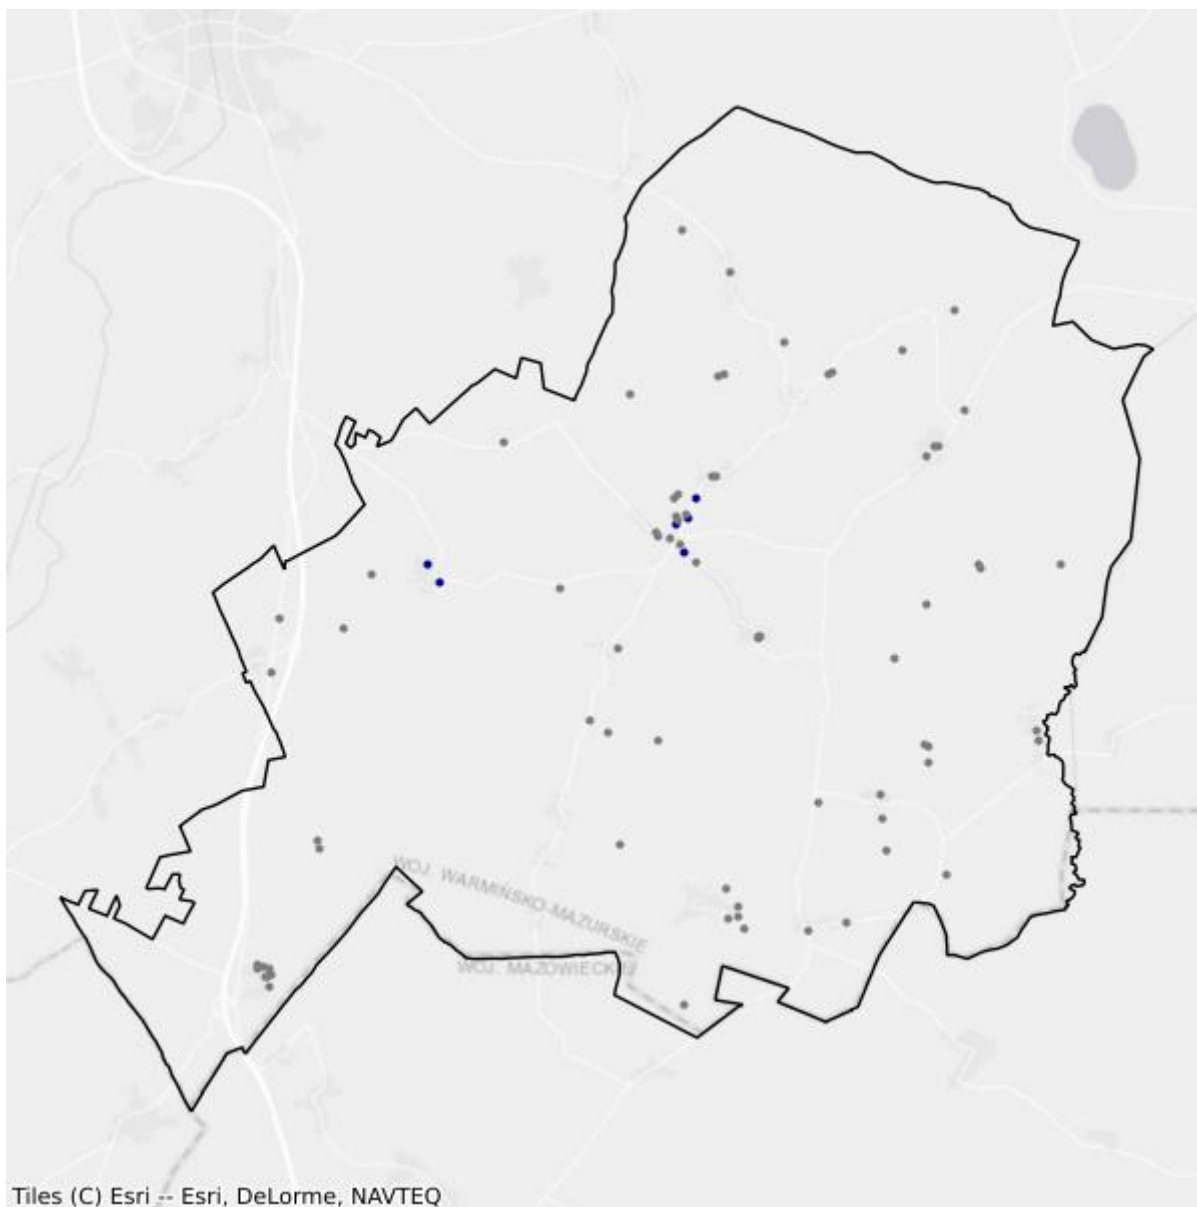 WOJ. WARMIŃSKO-MAZURSKIE
WOJ. MAZOWIECKIE
Tiles (C) Esri -- Esri, DeLorme, NAVTEQ